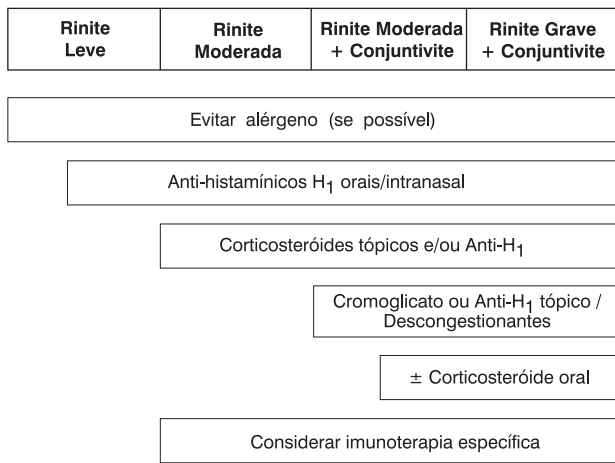 Rinite Leve
Rinite Moderada
Rinite Moderada + Conjuntivite
Rinite Grave + Conjuntivite
Evitar alérgeno (se possível)
Anti-histamínicos H1 orais/intranasal
Corticosteróides tópicos e/ou Anti-H1
Cromoglicato ou Anti-H1 tópico /
Descongestionantes
± Corticosteróide oral
Considerar imunoterapia específica